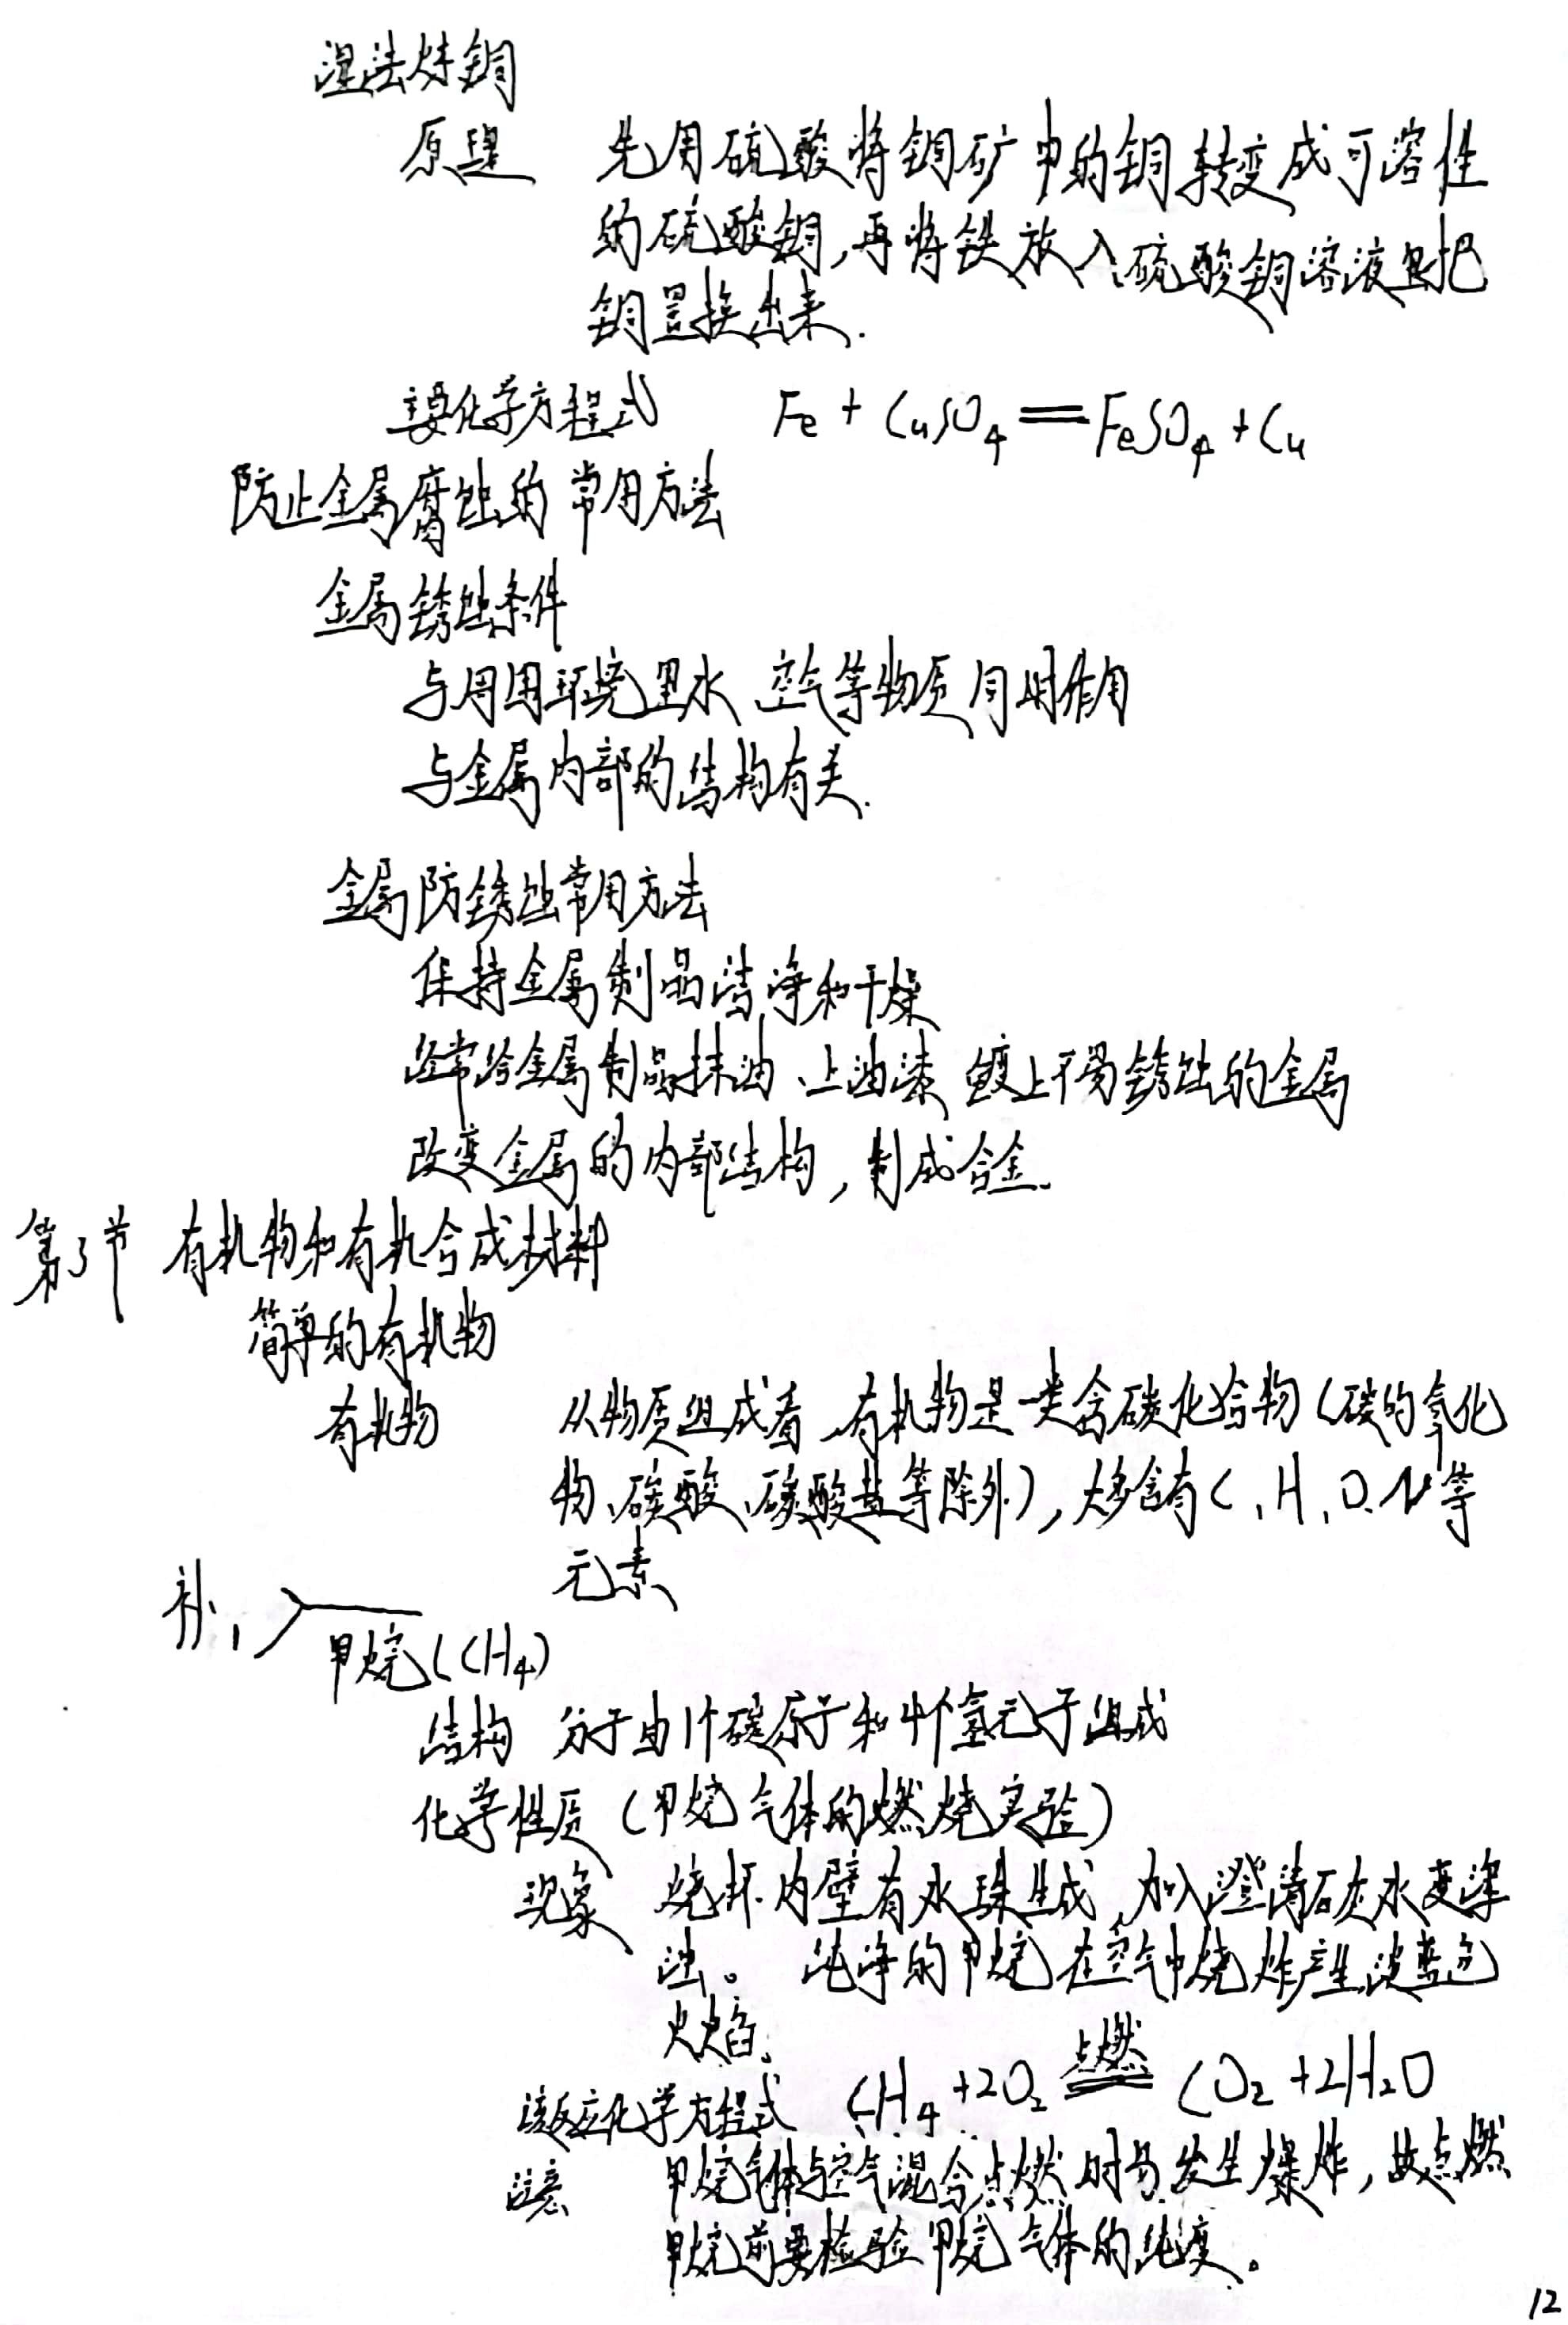 湿法炼铜
原理 先用硫酸将铜矿中的铜转变成可溶性
的硫酸铜,再将铁放入硫酸铜溶液里把
铜置换出来.
主要化学方程式 Fe + CuSO₄ == FeSO₄ + Cu
防止金属腐蚀的常用方法
金属锈蚀条件
与周围环境里水、空气等物质同时作用
与金属内部的结构有关.
金属防锈蚀常用方法
保持金属制品洁净和干燥
经常给金属制品抹油、上油漆、镀上不易锈蚀的金属
改变金属的内部结构,制成合金.
第3节 有机物和有机合成材料
简单的有机物
有机物 从物质组成看,有机物是一类含碳化合物(碳的氧化
物、碳酸、碳酸盐等除外),大多含有C、H、O、N等
元素
补1
甲烷(CH₄)
结构 分子由1个碳原子和4个氢元子组成
化学性质(甲烷气体的燃烧实验)
现象 烧杯内壁有水珠生成,加入澄清石灰水变浑
浊。纯净的甲烷在空气中燃烧产生淡蓝色
火焰。
该反应化学方程式 CH₄ + 2O₂ 点燃 == CO₂ + 2H₂O
注意 甲烷气体与空气混合点燃时易发生爆炸,故点燃
甲烷前要检验甲烷气体的纯度。
12